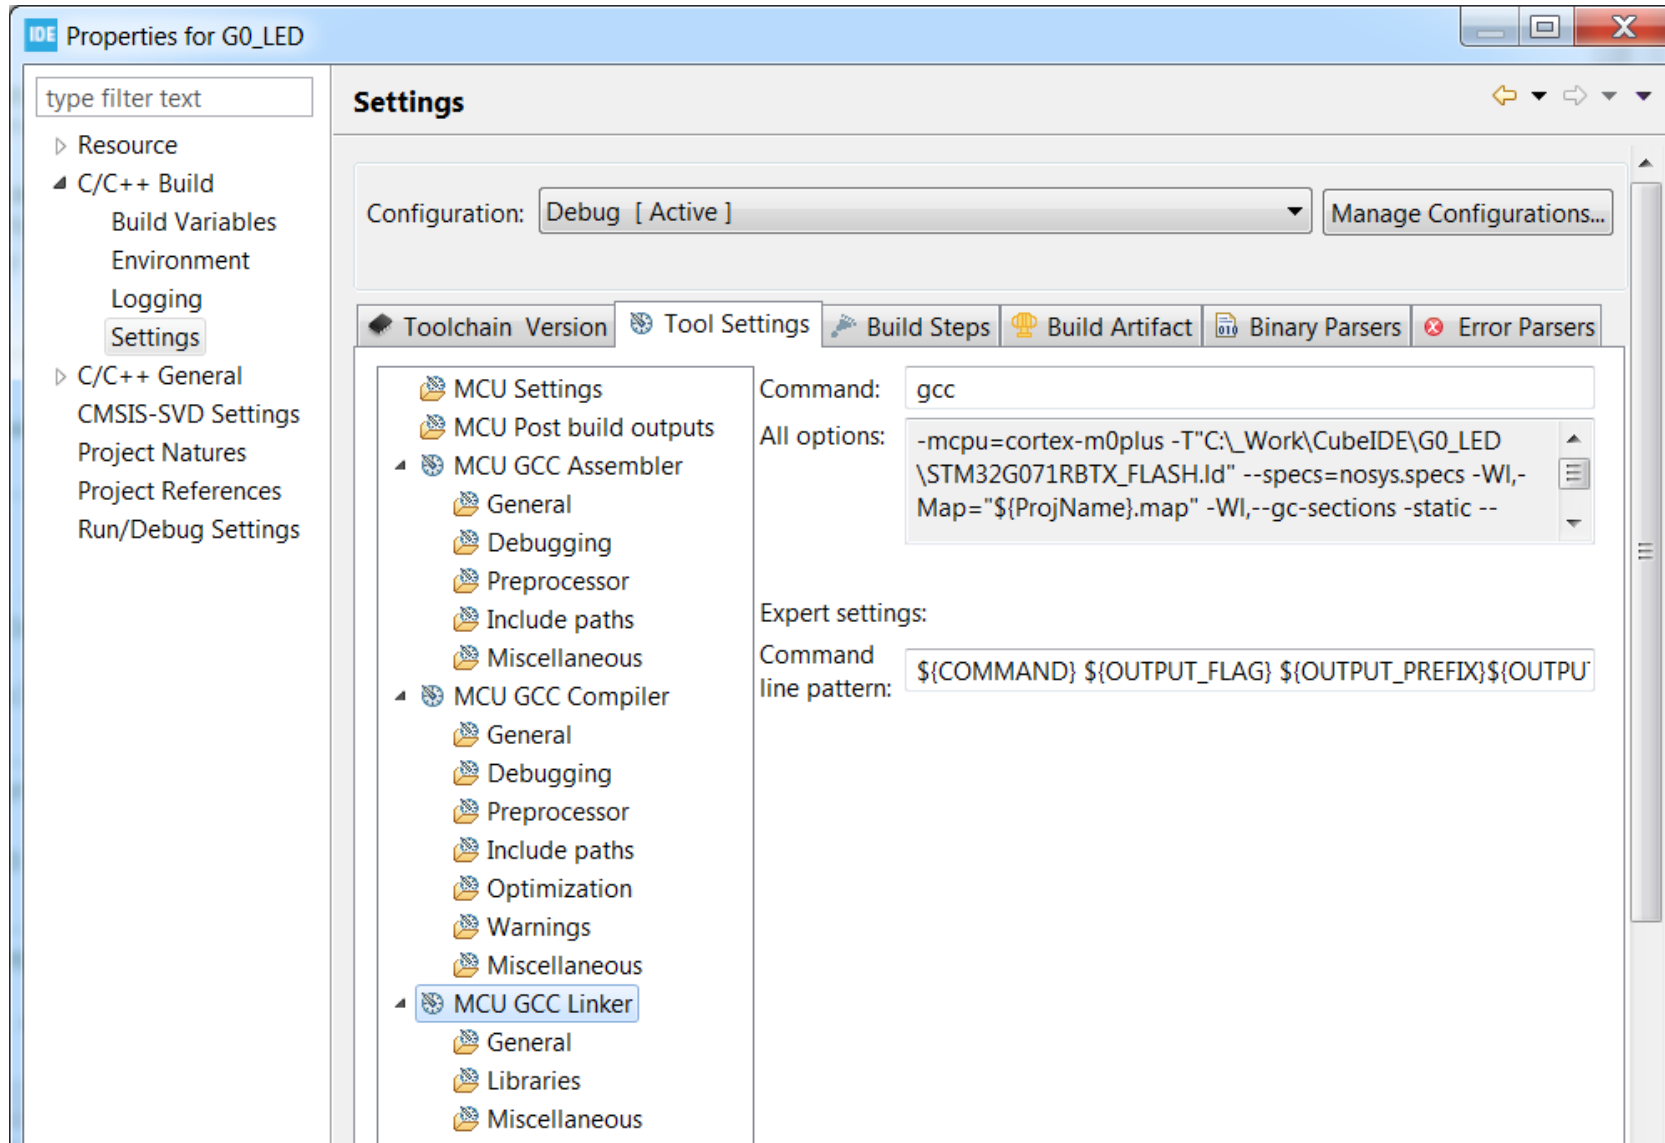 IDE Properties for G0_LED
type filter text
Resource
C/C++ Build
Build Variables
Environment
Logging
Settings
C/C++ General
CMSIS-SVD Settings
Project Natures
Project References
Run/Debug Settings
Settings
Configuration: Debug [ Active ] Manage Configurations...
Toolchain Version Tool Settings Build Steps Build Artifact Binary Parsers Error Parsers
MCU Settings
MCU Post build outputs
MCU GCC Assembler
General
Debugging
Preprocessor
Include paths
Miscellaneous
MCU GCC Compiler
General
Debugging
Preprocessor
Include paths
Optimization
Warnings
Miscellaneous
MCU GCC Linker
General
Libraries
Miscellaneous
Command: gcc
All options: -mcpu=cortex-m0plus -T"C:\_Work\CubeIDE\G0_LED
\STM32G071RBTX_FLASH.ld" --specs=nosys.specs -Wl,-
Map="${ProjName}.map" -Wl,--gc-sections -static --
Expert settings:
Command
line pattern: ${COMMAND} ${OUTPUT_FLAG} ${OUTPUT_PREFIX}${OUTPU